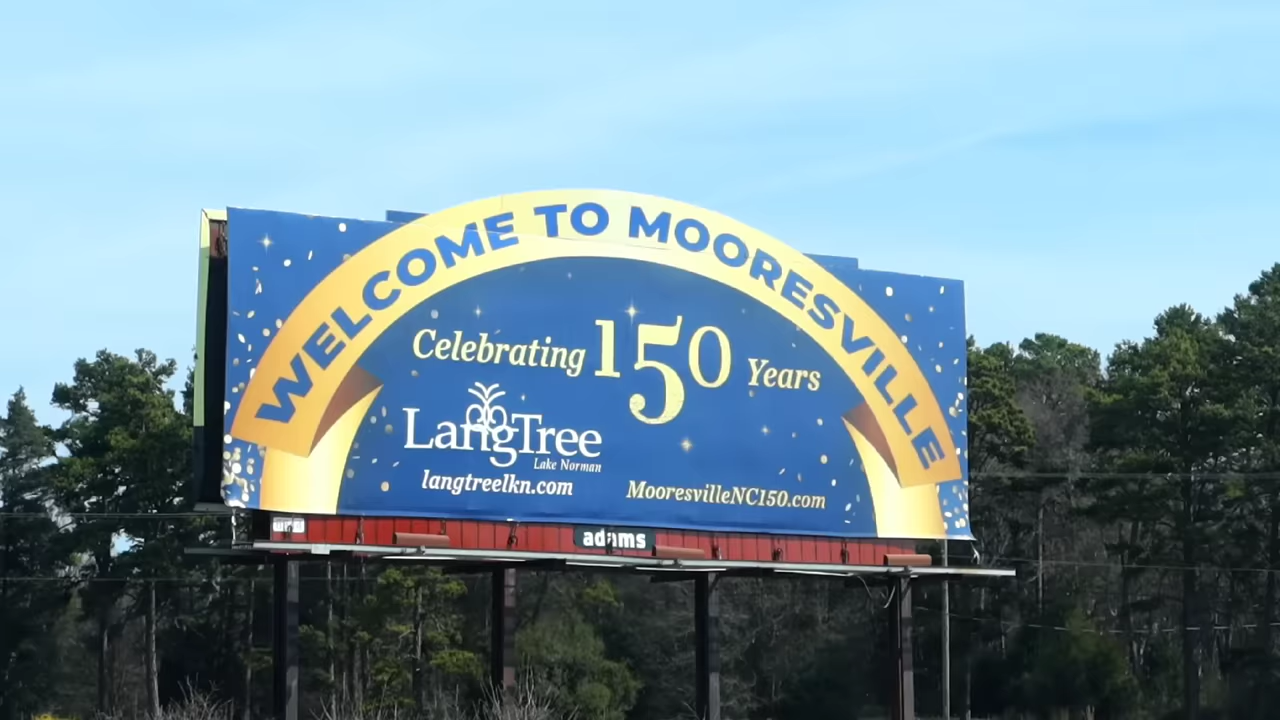 WELCOME TO MOORESVILLE
Celebrating 150 Years
LangTree
Lake Norman
langtreelkn.com
MooresvilleNC150.com
adams